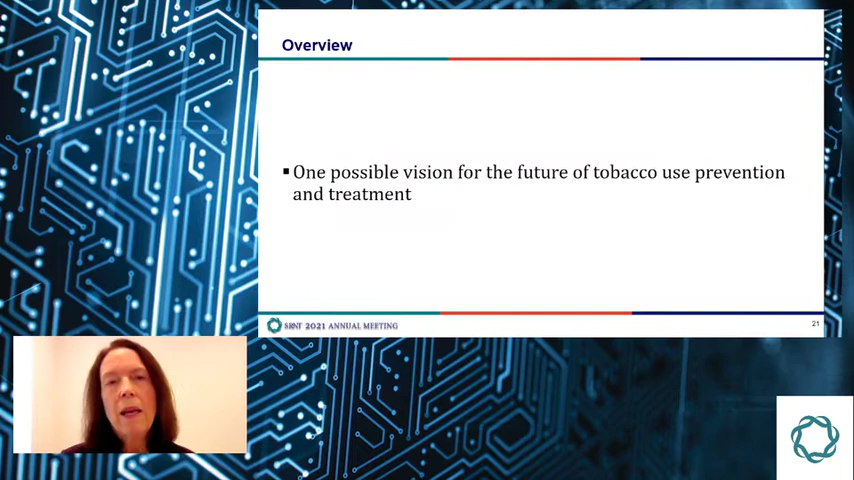 Overview
▪ One possible vision for the future of tobacco use prevention
and treatment
SRNT 2021 ANNUAL MEETING
21